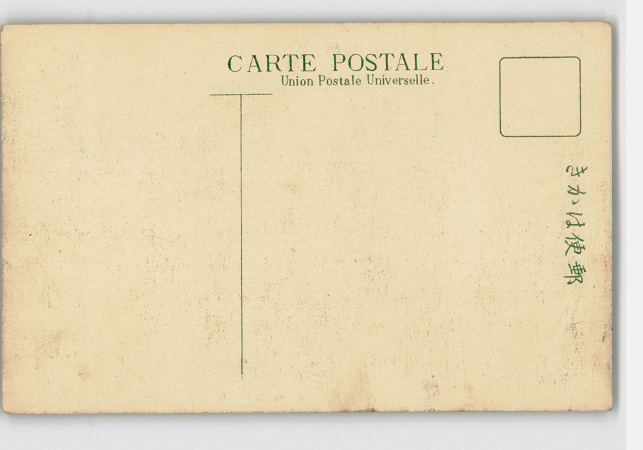 CARTE POSTALE
Union Postale Universelle.
きかは便郵